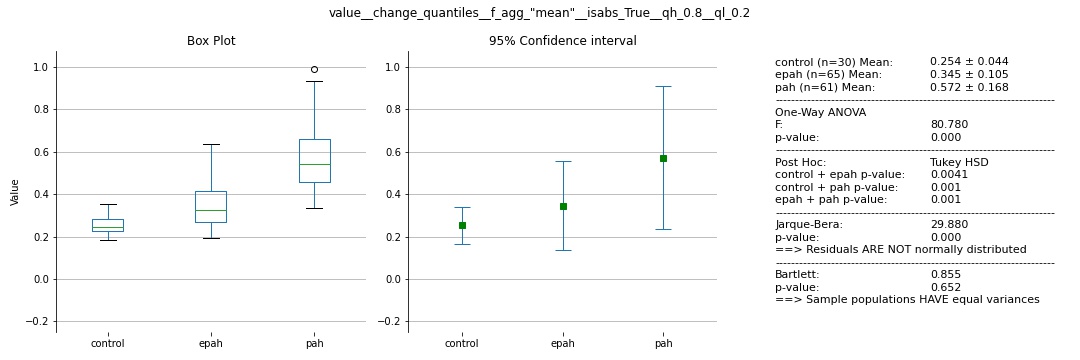 value__change_quantiles__f_agg_"mean"__isabs_True__qh_0.8__ql_0.2
Box Plot
Value
1.0
0.8
0.6
0.4
0.2
0.0
−0.2
control epah pah
95% Confidence interval
1.0
0.8
0.6
0.4
0.2
0.0
−0.2
control epah pah
control (n=30) Mean: 0.254 ± 0.044
epah (n=65) Mean: 0.345 ± 0.105
pah (n=61) Mean: 0.572 ± 0.168
One-Way ANOVA
F: 80.780
p-value: 0.000
Post Hoc: Tukey HSD
control + epah p-value: 0.0041
control + pah p-value: 0.001
epah + pah p-value: 0.001
Jarque-Bera: 29.880
p-value: 0.000
==> Residuals ARE NOT normally distributed
Bartlett: 0.855
p-value: 0.652
==> Sample populations HAVE equal variances